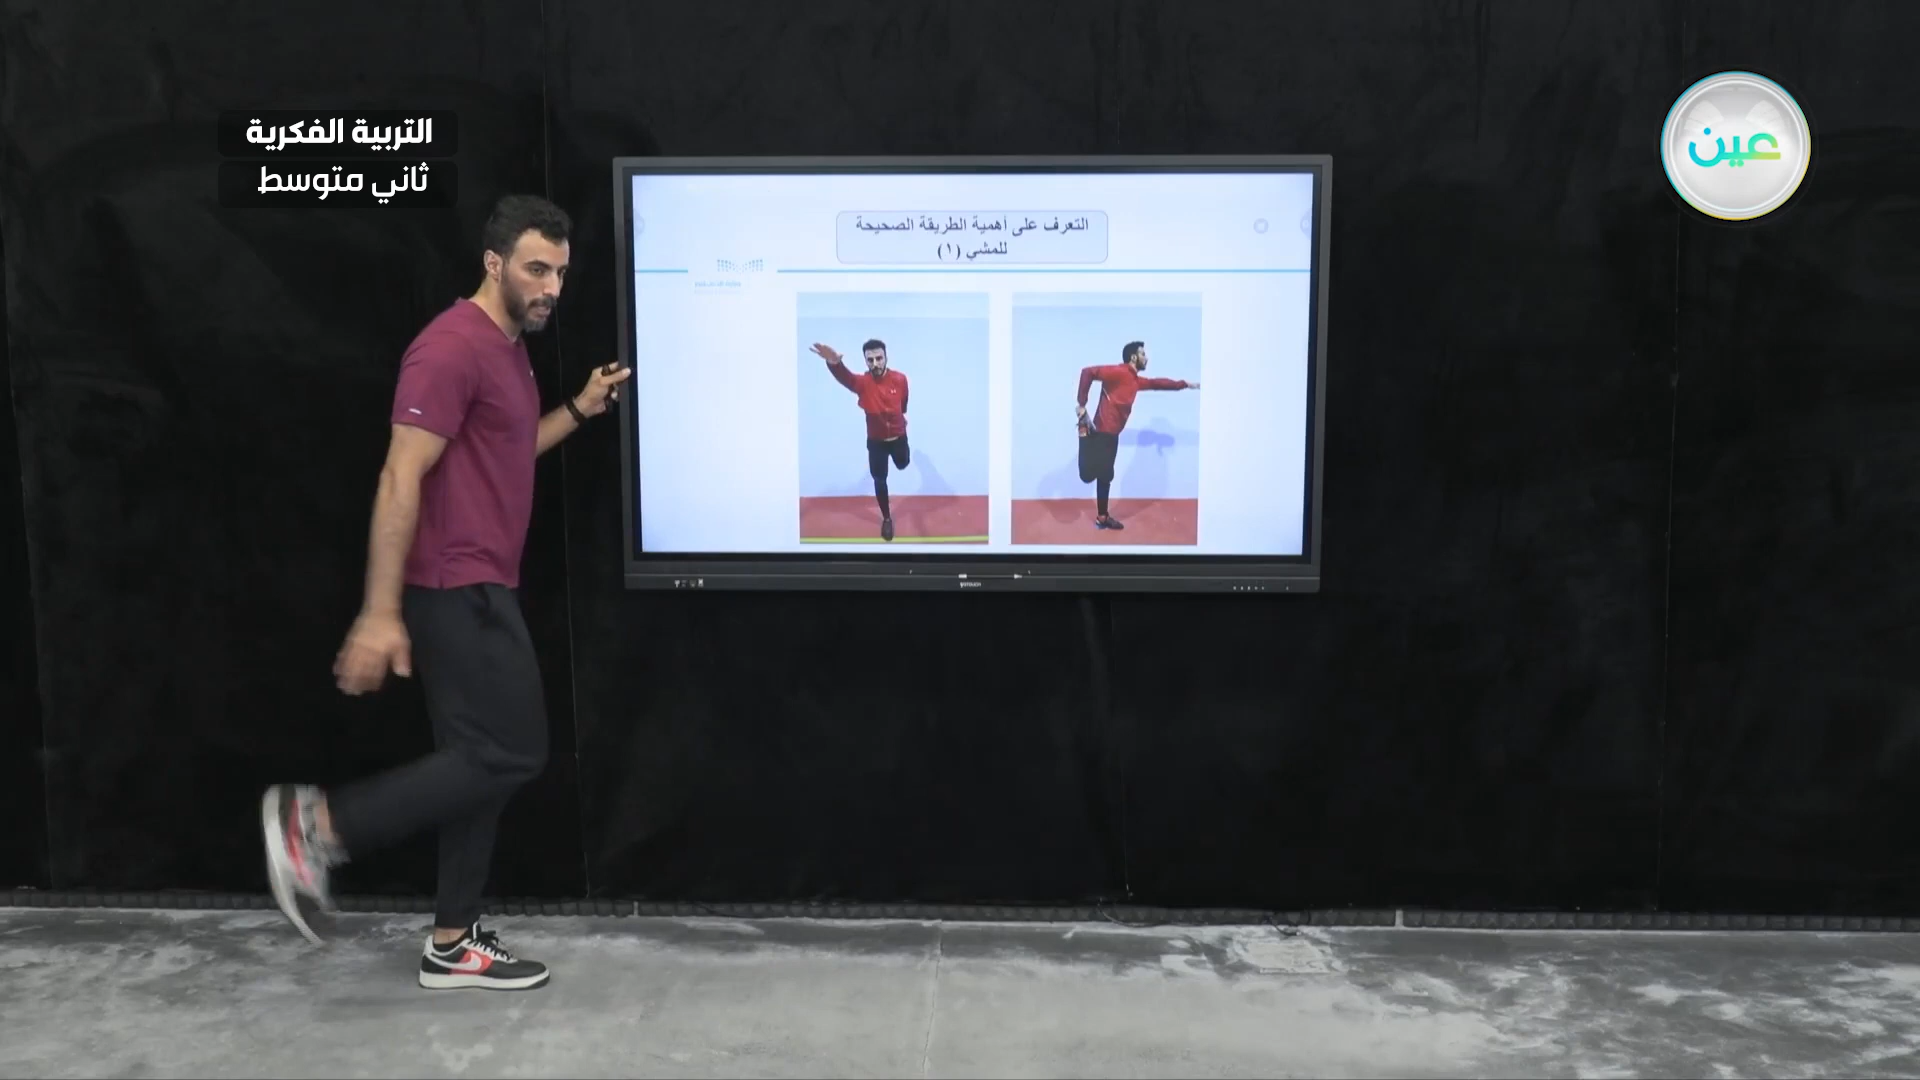 التربية الفكرية
ثاني متوسط
عين
التعرف على أهمية الطريقة الصحيحة
للمشي (١)